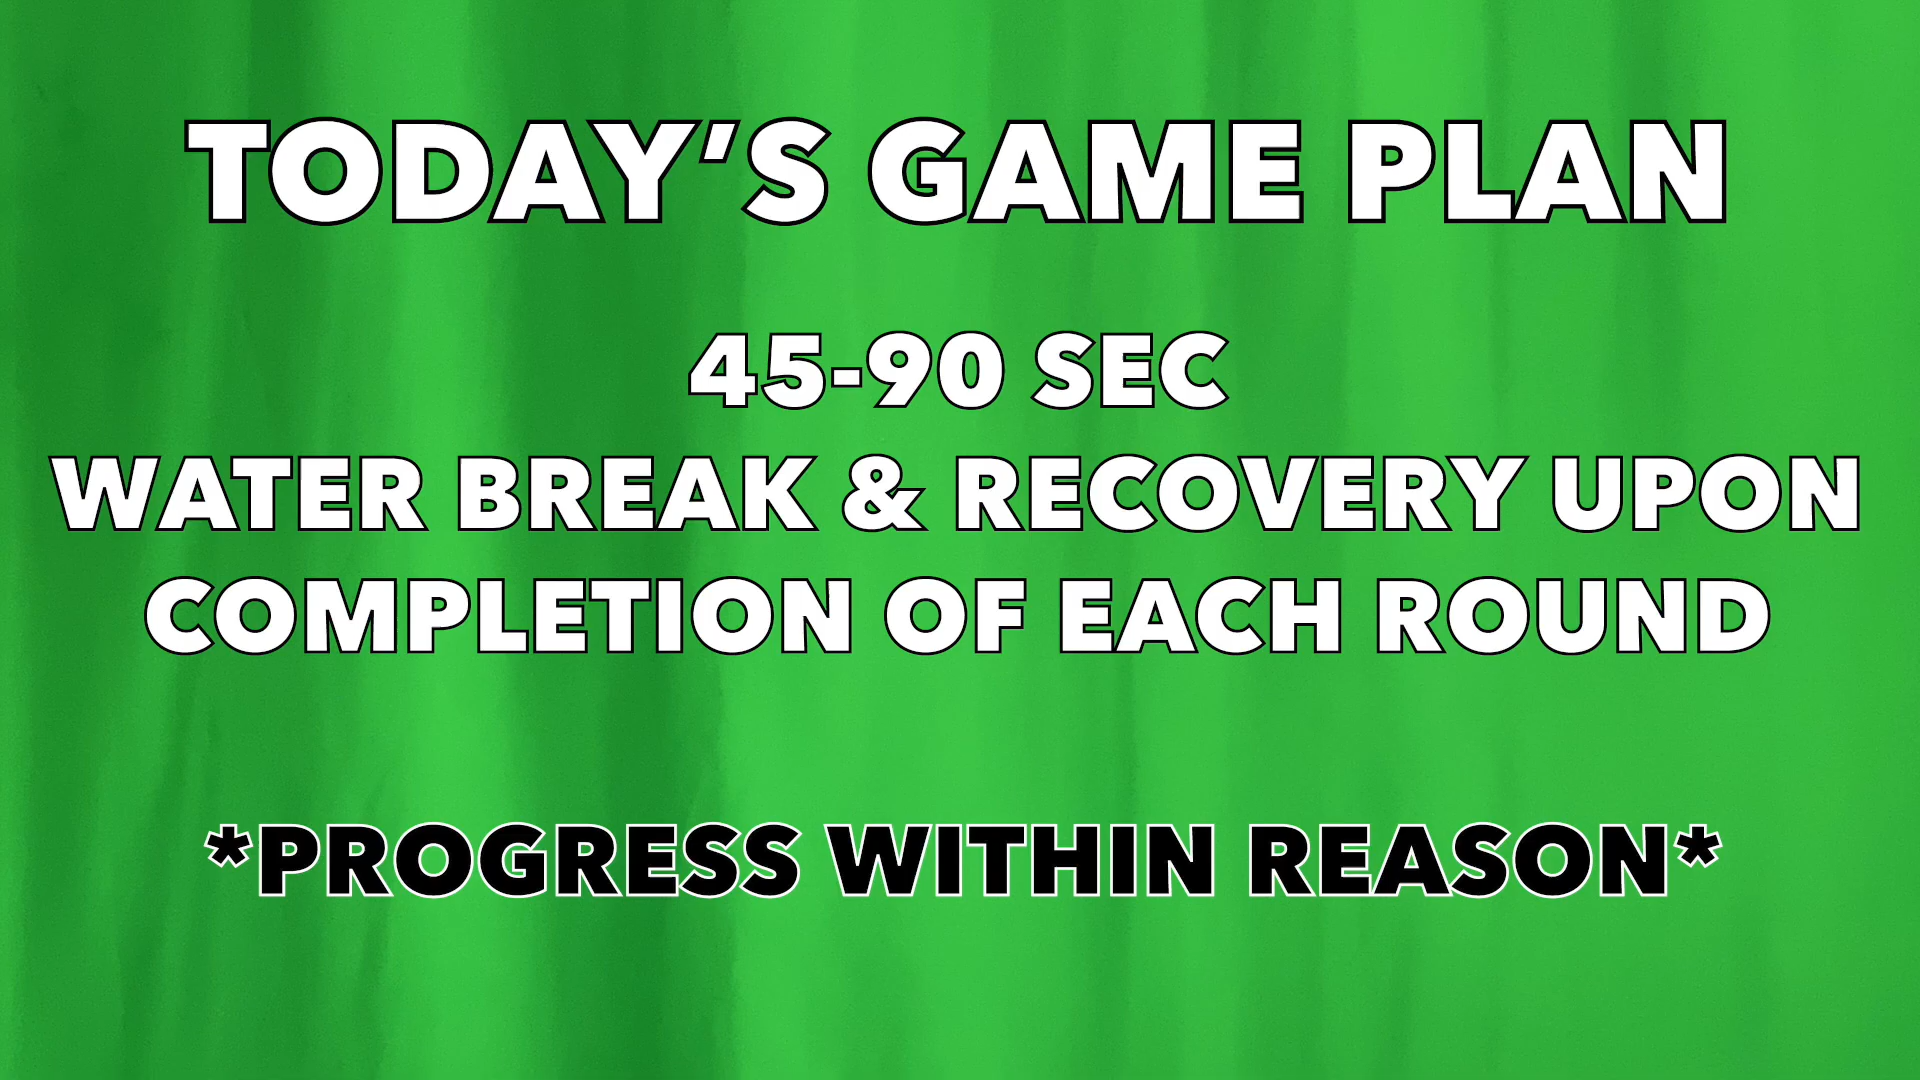 TODAY’S GAME PLAN
45-90 SEC
WATER BREAK & RECOVERY UPON
COMPLETION OF EACH ROUND
*PROGRESS WITHIN REASON*